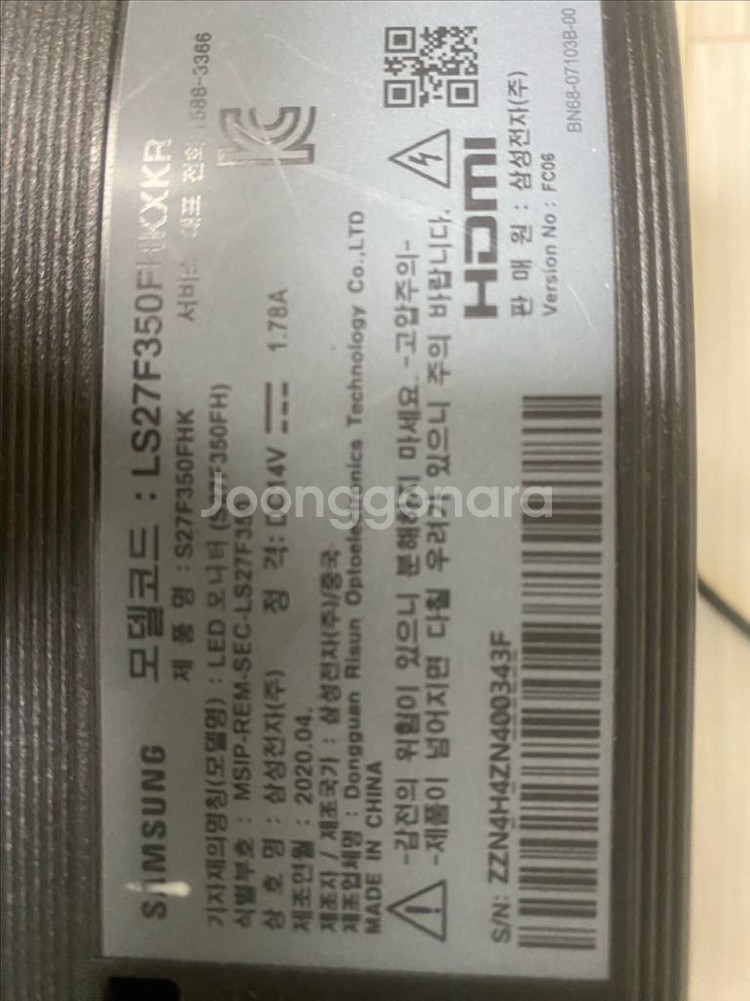 SAMSUNG 모델코드 : LS27F350FHKXKR
제 품 명 : S27F350FHK
서비스 대표 전화 1588-3366
기자재의명칭(모델명) : LED 모니터 (S27F350FH)
식별부호 : MSIP-REM-SEC-LS27F350
상 호 명 : 삼성전자(주) 정 격 : DC14V 1.78A
제조연월 : 2020.04.
제조자 / 제조국가 : 삼성전자(주)/중국
제조업체명 : Dongguan Risun Optoelectronics Technology Co.,LTD
MADE IN CHINA
-감전의 위험이 있으니 분해하지 마세요. -고압주의-
-제품이 넘어지면 다칠 우려가 있으니 주의 바랍니다.
HDMI
S/N: ZZN4H4ZN400343F
판 매 원 : 삼성전자(주)
Version No : FC06
BN68-07103B-00
Joonggonara